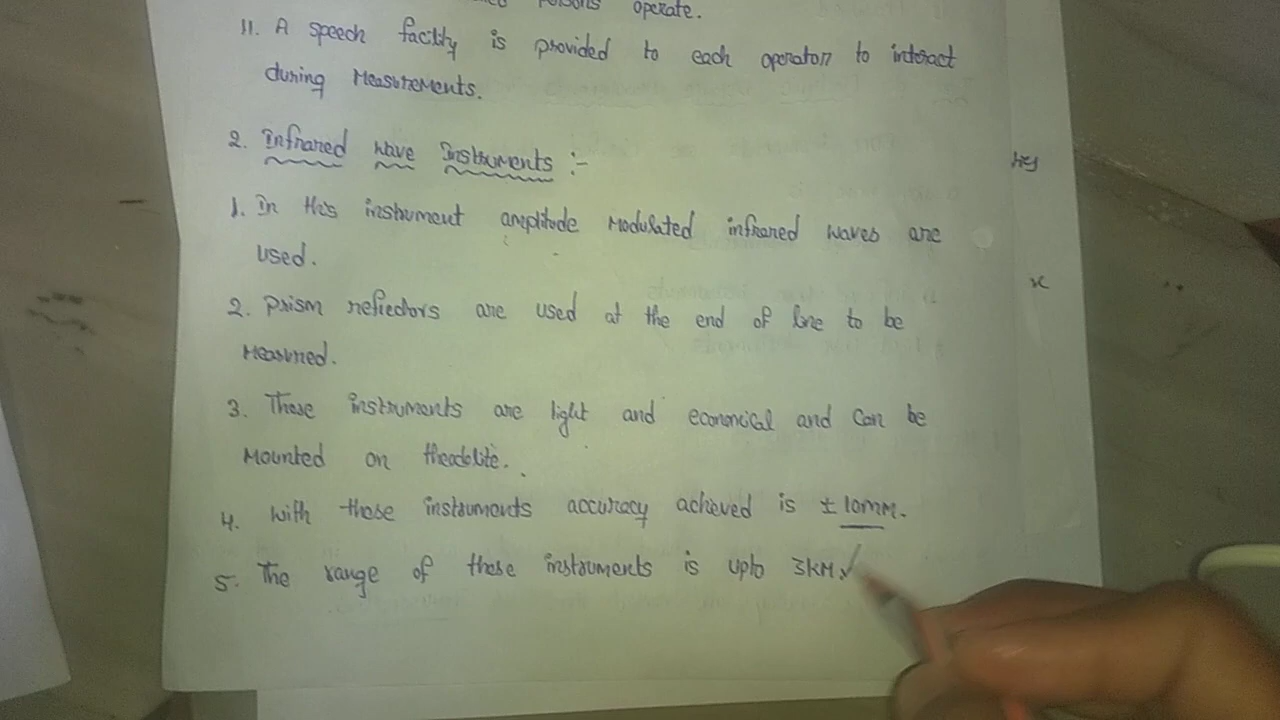 persons operate.
11. A speech facility is provided to each operator to interact
during Measurements.
2. Infrared wave Instruments :-
1. In this instrument amplitude Modulated infrared waves are
used.
2. prism reflectors are used at the end of line to be
Measured.
3. These instruments are light and economical and can be
Mounted on theodolite.
4. with these instruments accuracy achieved is ± 10mm.
5. The range of these instruments is upto 3km